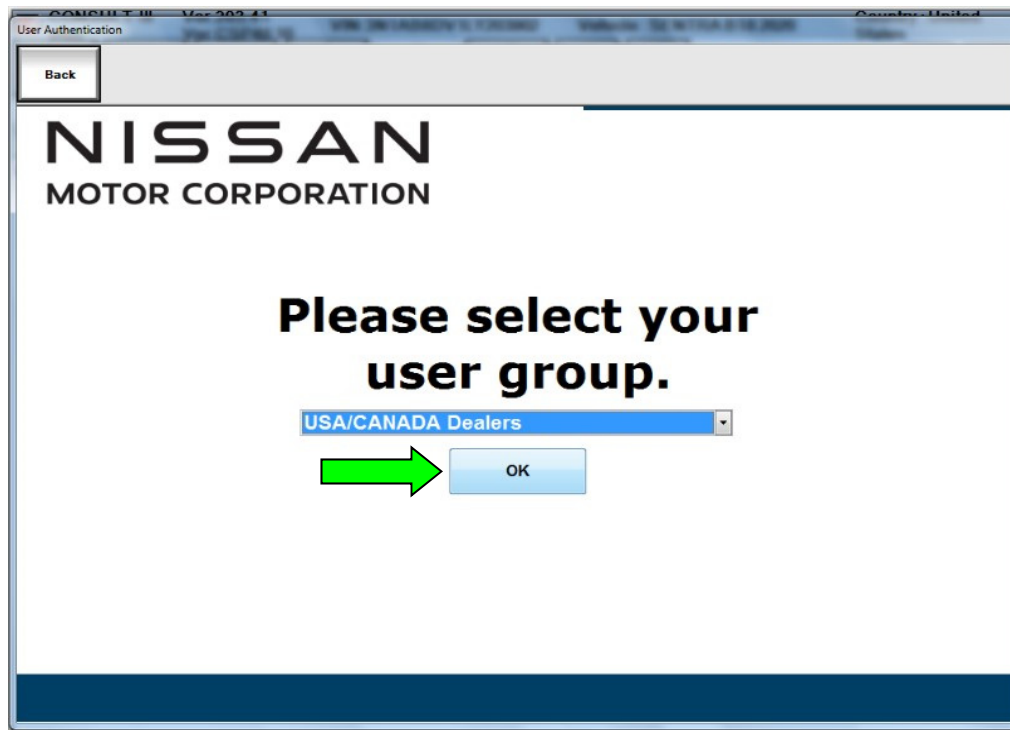 User Authentication
Back
NISSAN
MOTOR CORPORATION
Please select your
user group.
USA/CANADA Dealers
OK